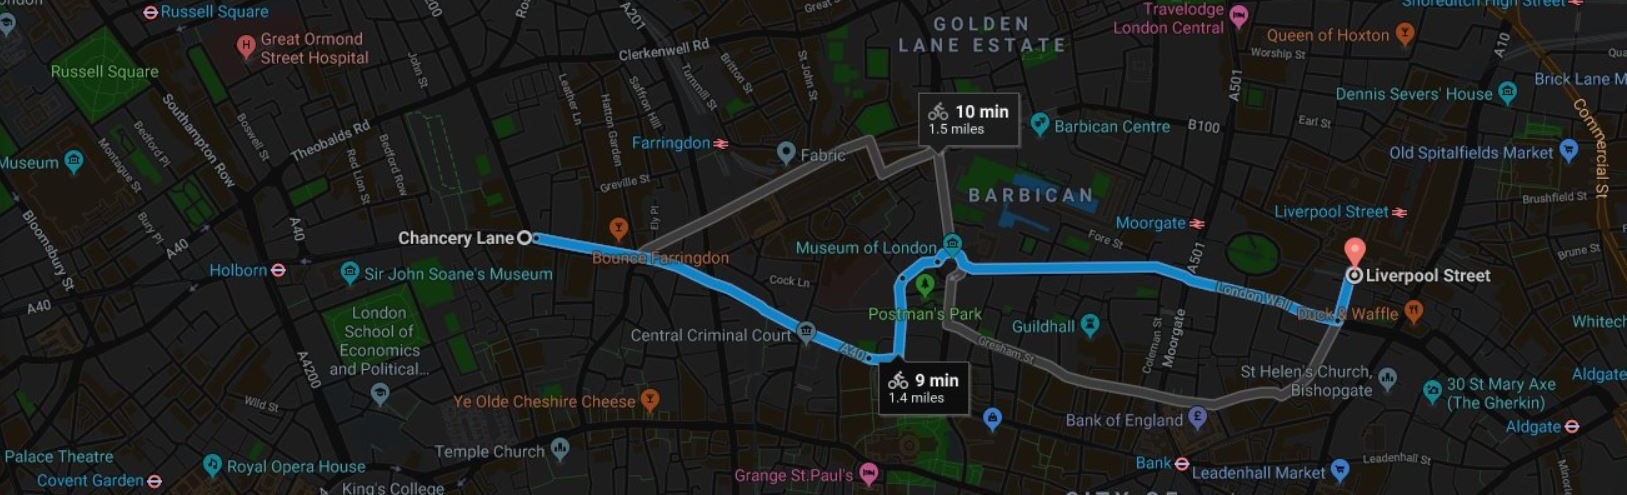 Russell Square
Great Ormond
Street Hospital
Russell Square
Clerkenwell Rd
A201
GOLDEN
LANE ESTATE
Travelodge
London Central
Shoreditch High Street
Queen of Hoxton
Worship St
A10
Brick Lane M
John St
Leather Ln
Hatton Garden
Saffron Hill
Turnmill St
Britton St
St John St
Great S
A501
Dennis Severs' House
Commercial St
Southampton Row
Boswell St
Theobalds Rd
10 min
1.5 miles
Barbican Centre
B100
Earl St
Old Spitalfields Market
Museum
Montague St
Bedford Pl
Red Lion St
Bedford Row
Farringdon
Fabric
Greville St
BARBICAN
Brushfield St
Bloomsbury St
Bury Pl
A40
A40
Ely Pl
Moorgate
Liverpool Street
Chancery Lane
Museum of London
Fore St
A501
Brune St
Holborn
Sir John Soane's Museum
Bounce Farringdon
Cock Ln
Liverpool Street
A40
London Wall
London
School of
Economics
and Political...
Central Criminal Court
A40
Postman's Park
Guildhall
Duck & Waffle
Whitech
Gresham St
Coleman St
Moorgate
A4200
9 min
1.4 miles
St Helen's Church,
Bishopgate
30 St Mary Axe
(The Gherkin)
Aldgate
Wild St
Ye Olde Cheshire Cheese
Bank of England
Aldgate
Palace Theatre
Royal Opera House
Temple Church
Covent Garden
King's College
Grange St.Paul's
Bank
Leadenhall Market
Leadenhall St